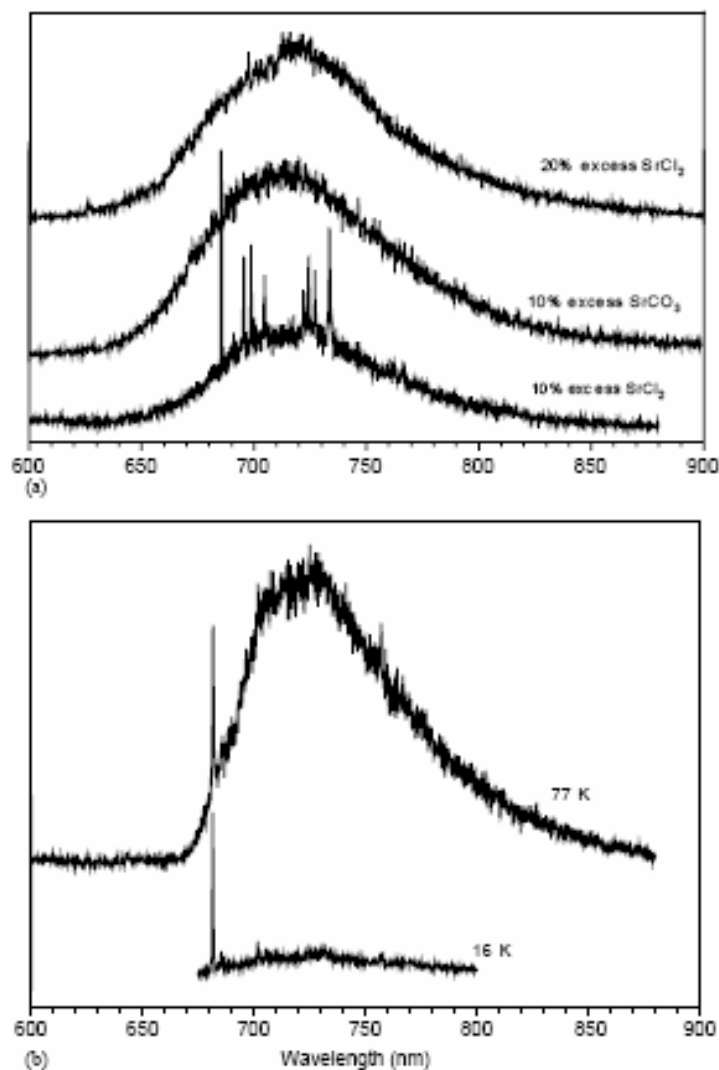 20% excess SrCl₂
10% excess SrCO₃
10% excess SrCl₂
600 650 700 750 800 850 900
(a)
77 K
16 K
600 650 700 750 800 850 900
(b) Wavelength (nm)